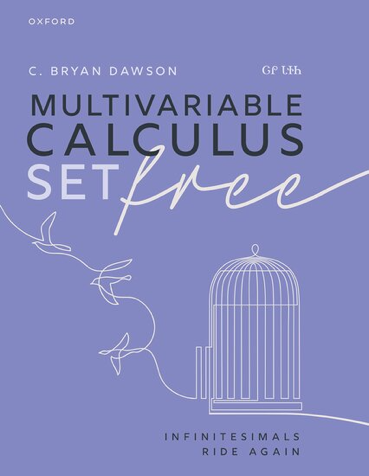 OXFORD
C. BRYAN DAWSON
MULTIVARIABLE
CALCULUS
SET free
INFINITESIMALS
RIDE AGAIN